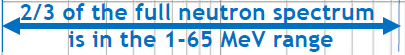 2/3 of the full neutron spectrum
is in the 1-65 MeV range